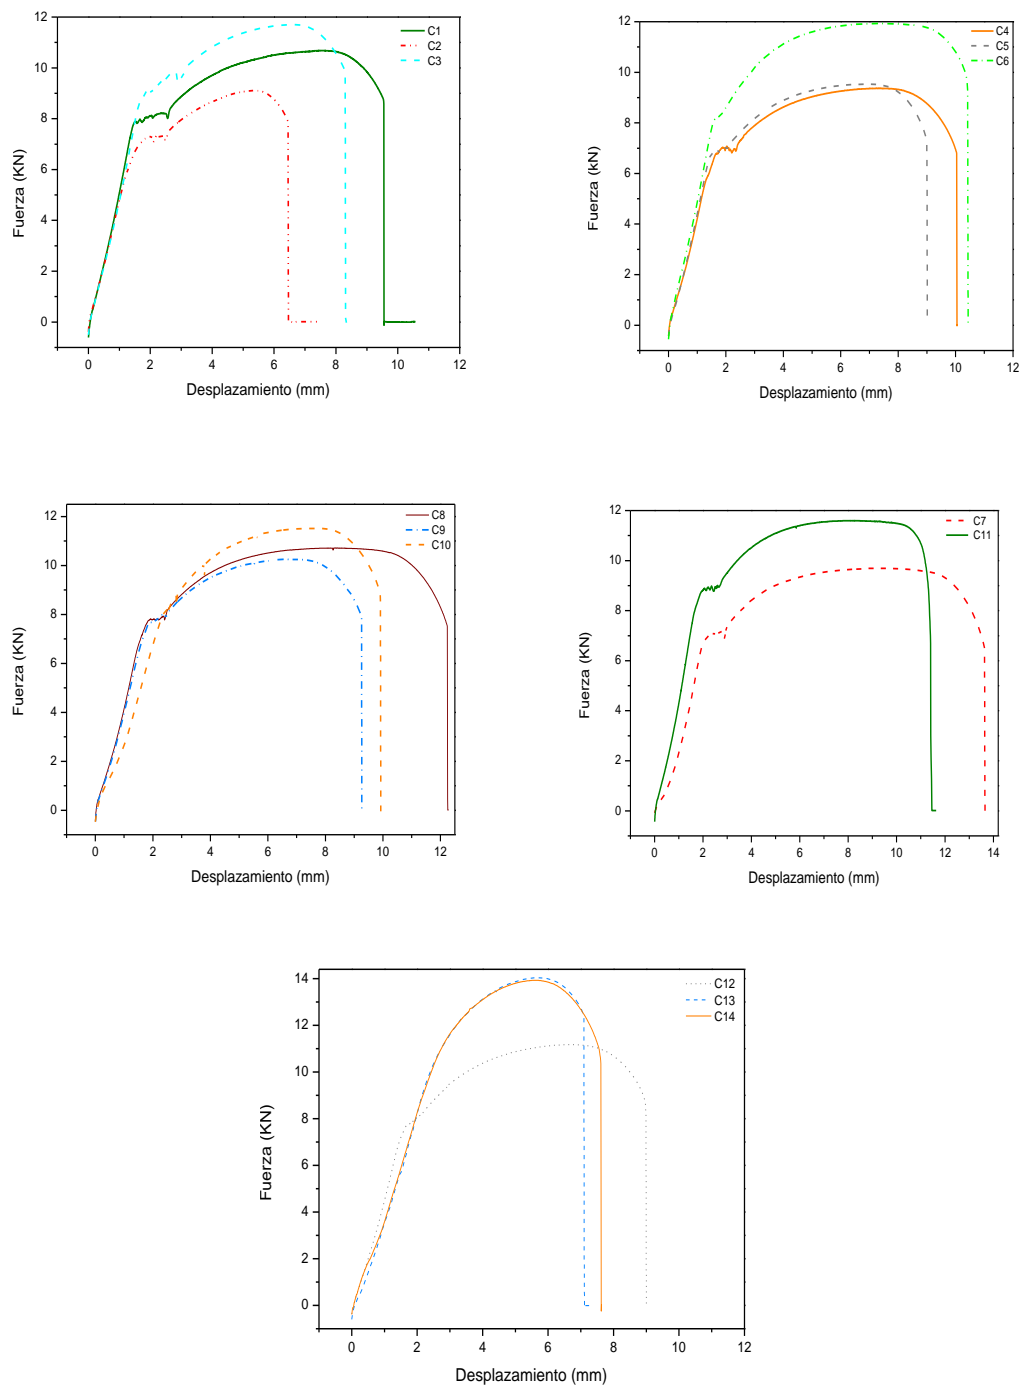 12
10
8
6
4
2
0
Fuerza (KN)
C1
C2
C3
0 2 4 6 8 10 12
Desplazamiento (mm)
12
10
8
6
4
2
0
Fuerza (kN)
C4
C5
C6
0 2 4 6 8 10 12
Desplazamiento (mm)
12
10
8
6
4
2
0
Fuerza (KN)
C8
C9
C10
0 2 4 6 8 10 12
Desplazamiento (mm)
12
10
8
6
4
2
0
Fuerza (KN)
C7
C11
0 2 4 6 8 10 12 14
Desplazamiento (mm)
14
12
10
8
6
4
2
0
Fuerza (KN)
C12
C13
C14
0 2 4 6 8 10 12
Desplazamiento (mm)